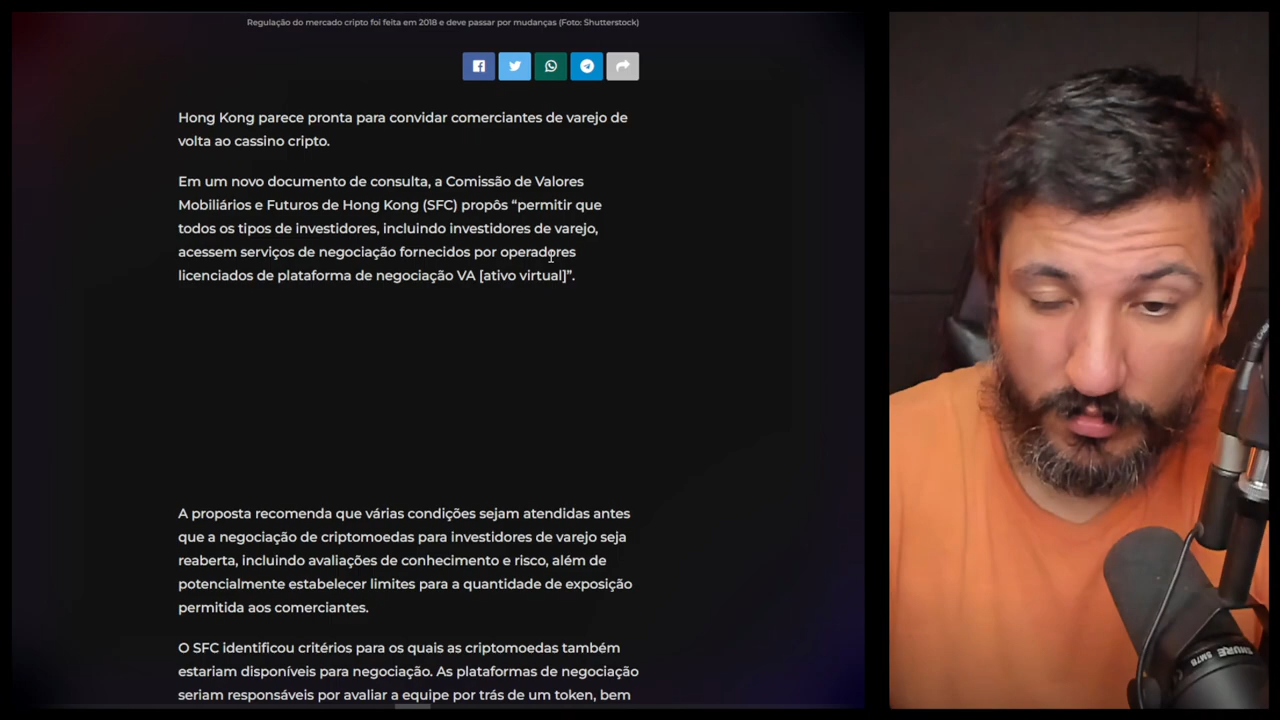 Regulação do mercado cripto foi feita em 2018 e deve passar por mudanças (Foto: Shutterstock)
Hong Kong parece pronta para convidar comerciantes de varejo de
volta ao cassino cripto.
Em um novo documento de consulta, a Comissão de Valores
Mobiliários e Futuros de Hong Kong (SFC) propôs “permitir que
todos os tipos de investidores, incluindo investidores de varejo,
acessem serviços de negociação fornecidos por operadores
licenciados de plataforma de negociação VA [ativo virtual]”.
A proposta recomenda que várias condições sejam atendidas antes
que a negociação de criptomoedas para investidores de varejo seja
reaberta, incluindo avaliações de conhecimento e risco, além de
potencialmente estabelecer limites para a quantidade de exposição
permitida aos comerciantes.
O SFC identificou critérios para os quais as criptomoedas também
estariam disponíveis para negociação. As plataformas de negociação
seriam responsáveis por avaliar a equipe por trás de um token, bem
SHURE SM7B